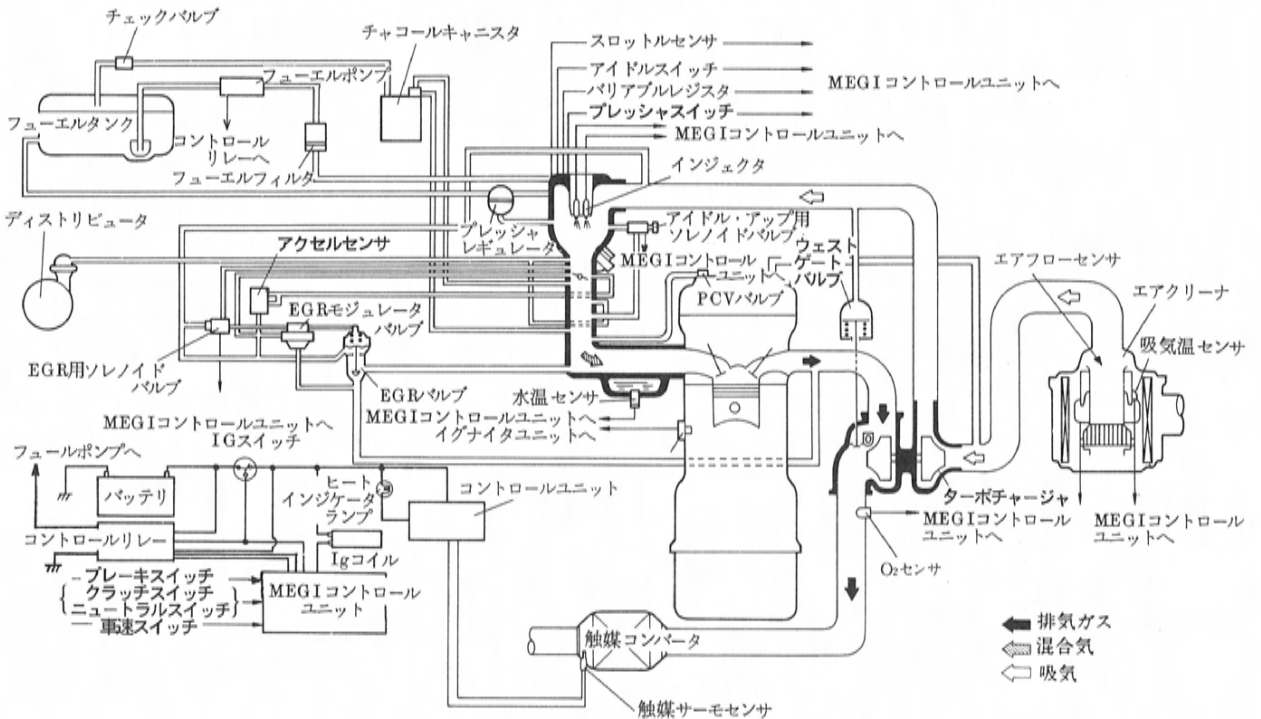 チェックバルブ
チャコールキャニスタ
スロットルセンサ
アイドルスイッチ
バリアブルレジスタ
プレッシャスイッチ
MEGIコントロールユニットへ
MEGIコントロールユニットへ
フューエルポンプ
フューエルタンク
コントロール
リレーへ
フューエルフィルタ
インジェクタ
ディストリビュータ
プレッシャ
レギュレータ
アイドル・アップ用
ソレノイドバルブ
アクセルセンサ
MEGIコントロール
ユニットへ
ウェスト
ゲート
バルブ
エアフローセンサ
PCVバルブ
エアクリーナ
EGRモジュレータ
バルブ
吸気温センサ
EGR用ソレノイド
バルブ
EGRバルブ
水温センサ
MEGIコントロールユニットへ
イグナイタユニットへ
MEGIコントロールユニットへ
IGスイッチ
フュールポンプへ
バッテリ
ヒート
インジケータ
ランプ
コントロールユニット
ターボチャージャ
MEGIコントロール
ユニットへ
MEGIコントロール
ユニットへ
コントロールリレー
Igコイル
O₂センサ
ブレーキスイッチ
クラッチスイッチ
ニュートラルスイッチ
車速スイッチ
MEGIコントロール
ユニット
触媒コンバータ
排気ガス
混合気
吸気
触媒サーモセンサ